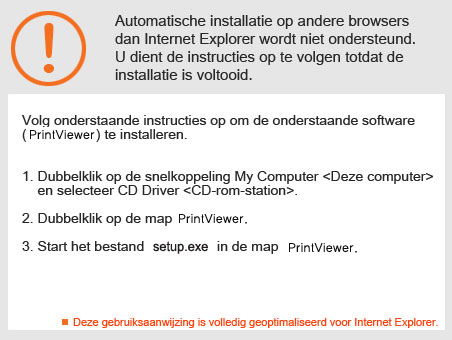 Automatische installatie op andere browsers
dan Internet Explorer wordt niet ondersteund.
U dient de instructies op te volgen totdat de
installatie is voltooid.
Volg onderstaande instructies op om de onderstaande software
(PrintViewer) te installeren.
1. Dubbelklik op de snelkoppeling My Computer <Deze computer>
en selecteer CD Driver <CD-rom-station>.
2. Dubbelklik op de map PrintViewer.
3. Start het bestand setup.exe in de map PrintViewer.
Deze gebruiksaanwijzing is volledig geoptimaliseerd voor Internet Explorer.